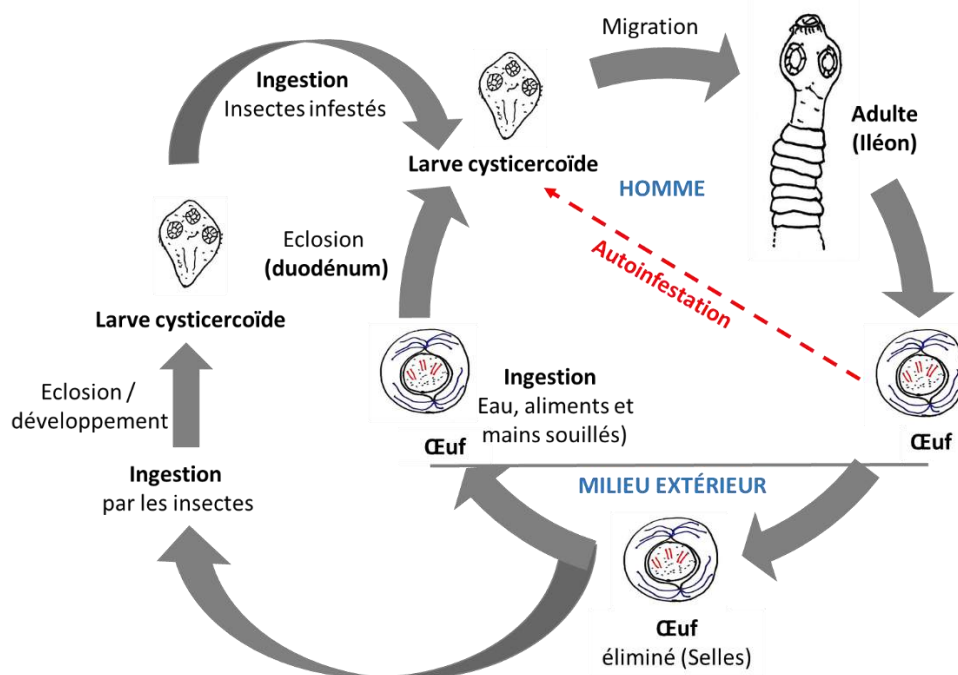 Migration
Ingestion
Insectes infestés
Adulte
(Iléon)
Larve cysticercoïde
HOMME
Eclosion
(duodénum)
Autoinfestation
Larve cysticercoïde
Ingestion
Eau, aliments et
mains souillés)
Eclosion /
développement
Œuf
Œuf
Ingestion
par les insectes
MILIEU EXTÉRIEUR
Œuf
éliminé (Selles)